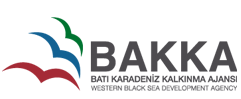 BAKKA
BATI KARADENİZ KALKINMA AJANSI
WESTERN BLACK SEA DEVELOPMENT AGENCY